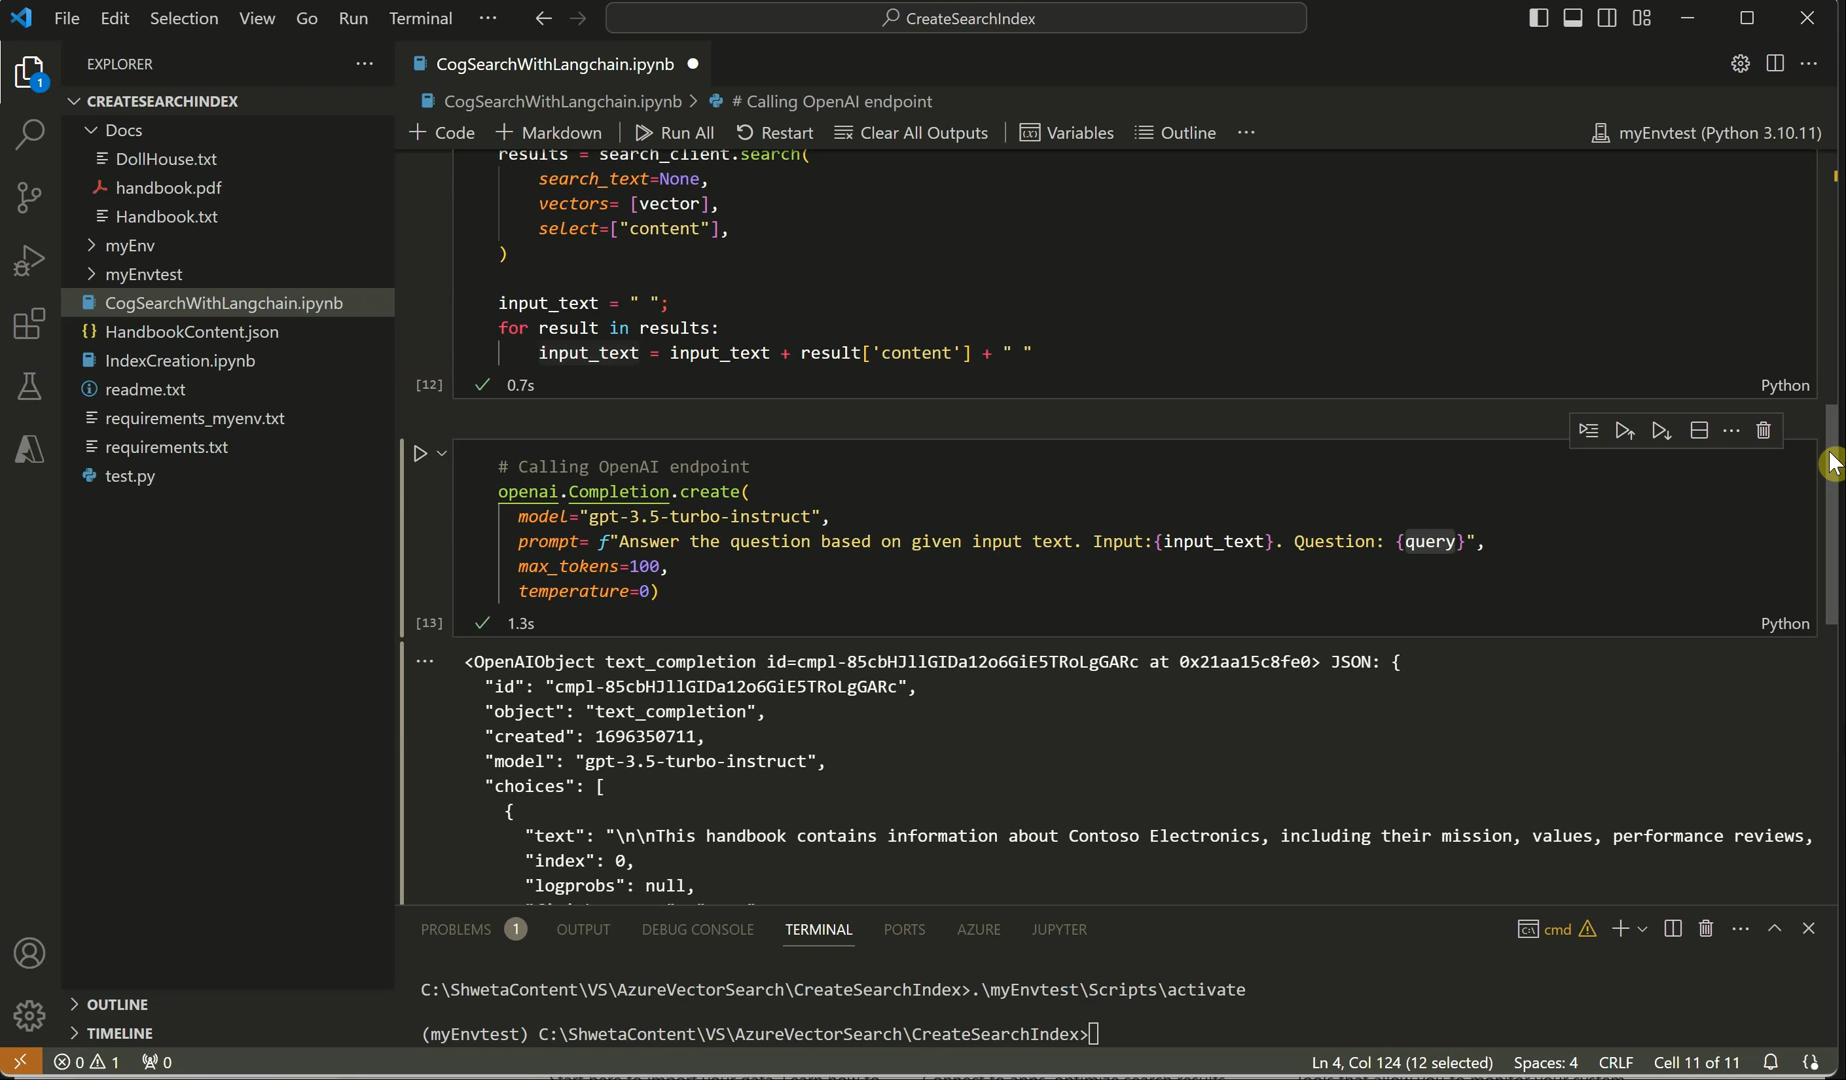 File Edit Selection View Go Run Terminal ··· CreateSearchIndex
EXPLORER
1
CREATESEARCHINDEX
Docs
DollHouse.txt
handbook.pdf
Handbook.txt
myEnv
myEnvtest
CogSearchWithLangchain.ipynb
HandbookContent.json
IndexCreation.ipynb
readme.txt
requirements_myenv.txt
requirements.txt
test.py
OUTLINE
TIMELINE
CogSearchWithLangchain.ipynb
CogSearchWithLangchain.ipynb > # Calling OpenAI endpoint
+ Code + Markdown Run All Restart Clear All Outputs Variables Outline ··· myEnvtest (Python 3.10.11)
results = search_client.search(
search_text=None,
vectors= [vector],
select=["content"],
)
input_text = " ";
for result in results:
input_text = input_text + result['content'] + " "
[12] 0.7s Python
# Calling OpenAI endpoint
openai.Completion.create(
model="gpt-3.5-turbo-instruct",
prompt= f"Answer the question based on given input text. Input:{input_text}. Question: {query}",
max_tokens=100,
temperature=0)
[13] 1.3s Python
<OpenAIObject text_completion id=cmpl-85cbHJ1lGIDa12o6GiE5TRoLgGARc at 0x21aa15c8fe0> JSON: {
"id": "cmpl-85cbHJ1lGIDa12o6GiE5TRoLgGARc",
"object": "text_completion",
"created": 1696350711,
"model": "gpt-3.5-turbo-instruct",
"choices": [
{
"text": "\n\nThis handbook contains information about Contoso Electronics, including their mission, values, performance reviews,
"index": 0,
"logprobs": null,
PROBLEMS 1 OUTPUT DEBUG CONSOLE TERMINAL PORTS AZURE JUPYTER cmd
C:\ShwetaContent\VS\AzureVectorSearch\CreateSearchIndex>.\myEnvtest\Scripts\activate
(myEnvtest) C:\ShwetaContent\VS\AzureVectorSearch\CreateSearchIndex>
0 1 0 Ln 4, Col 124 (12 selected) Spaces: 4 CRLF Cell 11 of 11